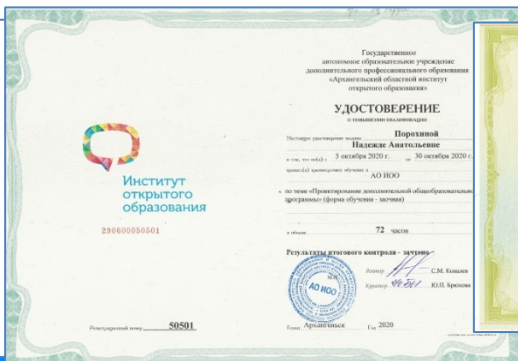 Институт
открытого
образования
290600050501
Регистрационный номер 50501
Государственное
автономное образовательное учреждение
дополнительного профессионального образования
«Архангельский областной институт
открытого образования»
УДОСТОВЕРЕНИЕ
о повышении квалификации
Настоящее удостоверение выдано Порохиной
Надежде Анатольевне
в том, что он(а) с 5 октября 2020 г. по 30 октября 2020 г.
прошел(а) краткосрочное обучение в
АО ИОО
по теме «Проектирование дополнительной общеобразовательной
программы» (форма обучения - заочная)
в объеме 72 часов
Результаты итогового контроля - зачтено
АО ИОО
Ректор С.М. Ковалев
Куратор Ю.П.
Город Архангельск Год 2020